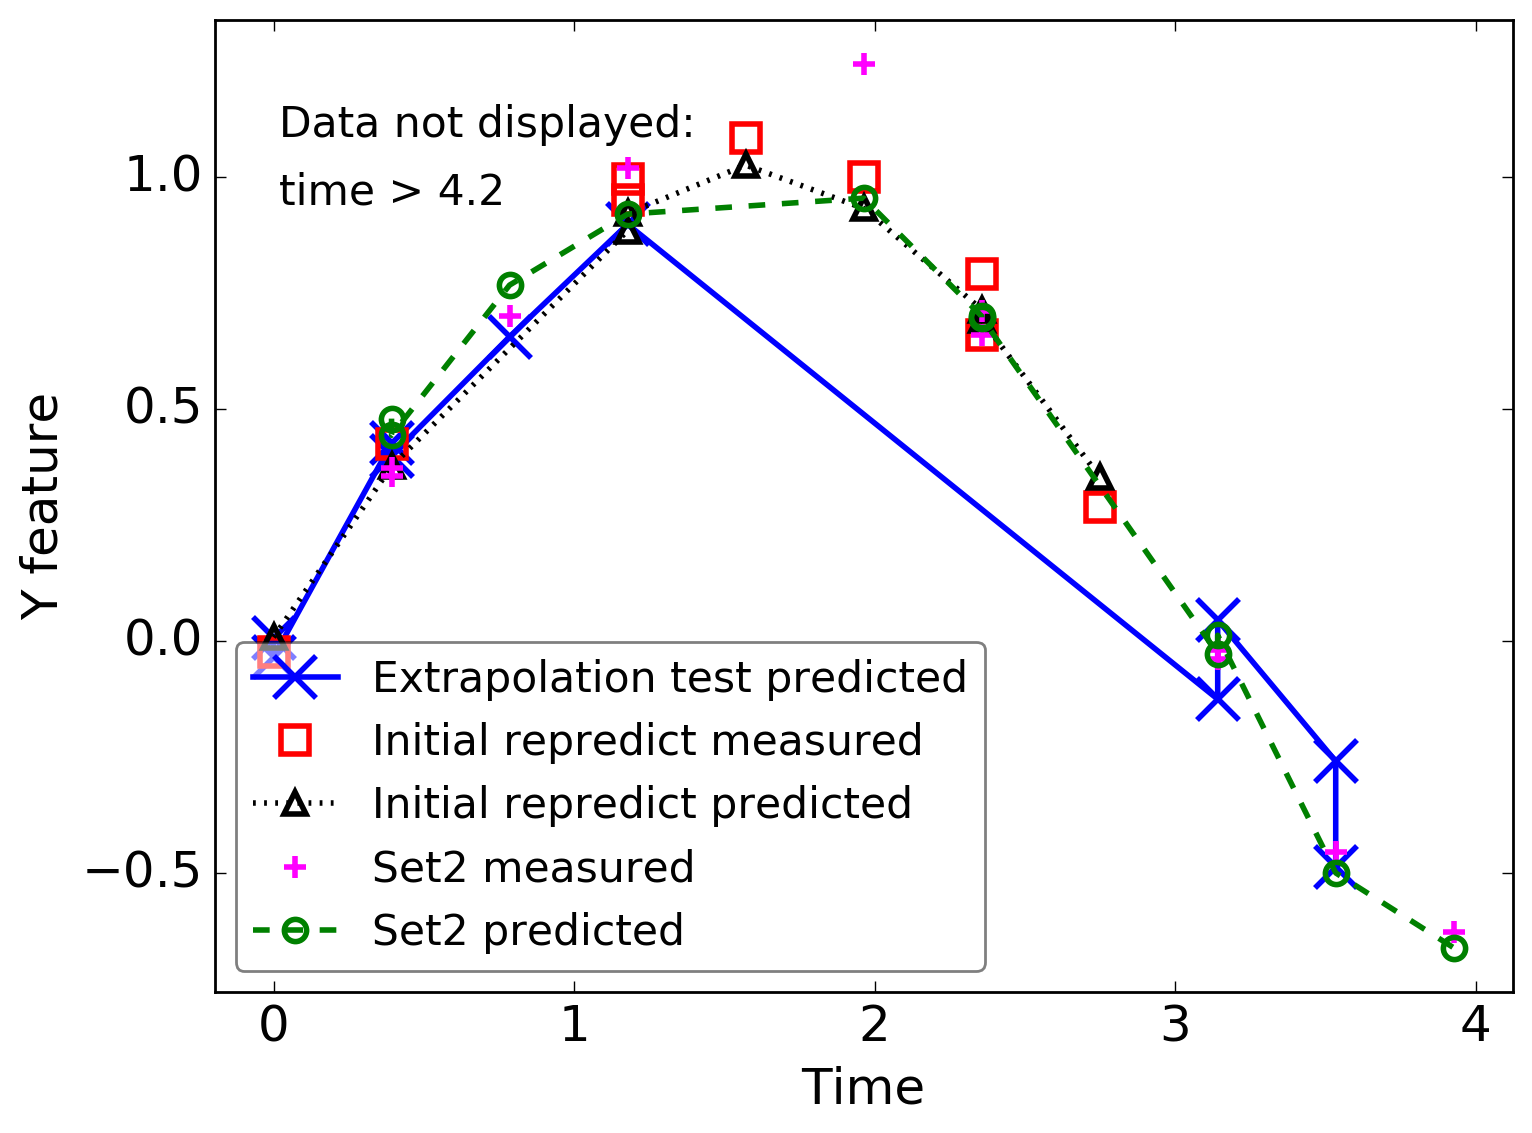 Data not displayed:
time > 4.2
1.0
0.5
0.0
−0.5
Y feature
Extrapolation test predicted
Initial repredict measured
Initial repredict predicted
Set2 measured
Set2 predicted
0 1 2 3 4
Time